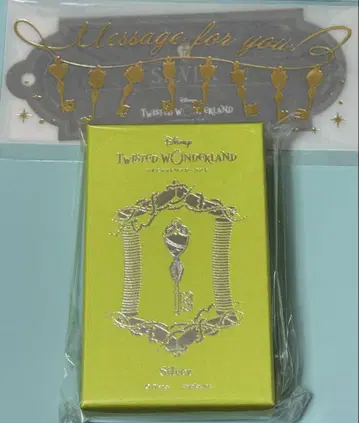 Message for you!
SILVER
Disney
TWISTED WONDERLAND
Disney
TWISTED WONDERLAND
Silver